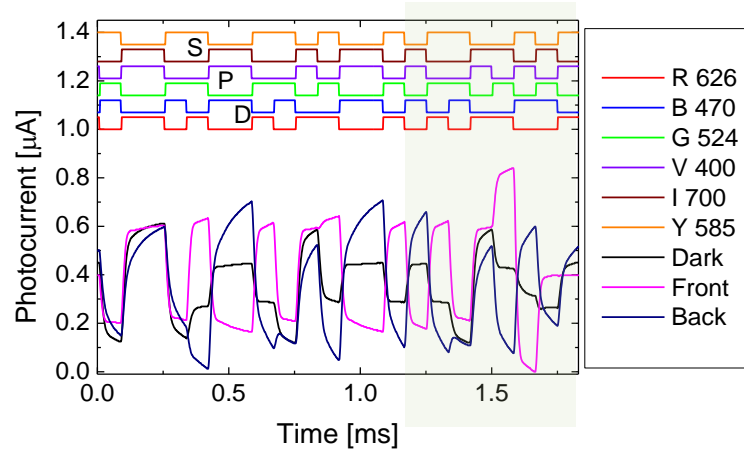 1.4
1.2
1.0
0.8
0.6
0.4
0.2
0.0
Photocurrent [μA]
S
P
D
0.0 0.5 1.0 1.5
Time [ms]
R 626
B 470
G 524
V 400
I 700
Y 585
Dark
Front
Back